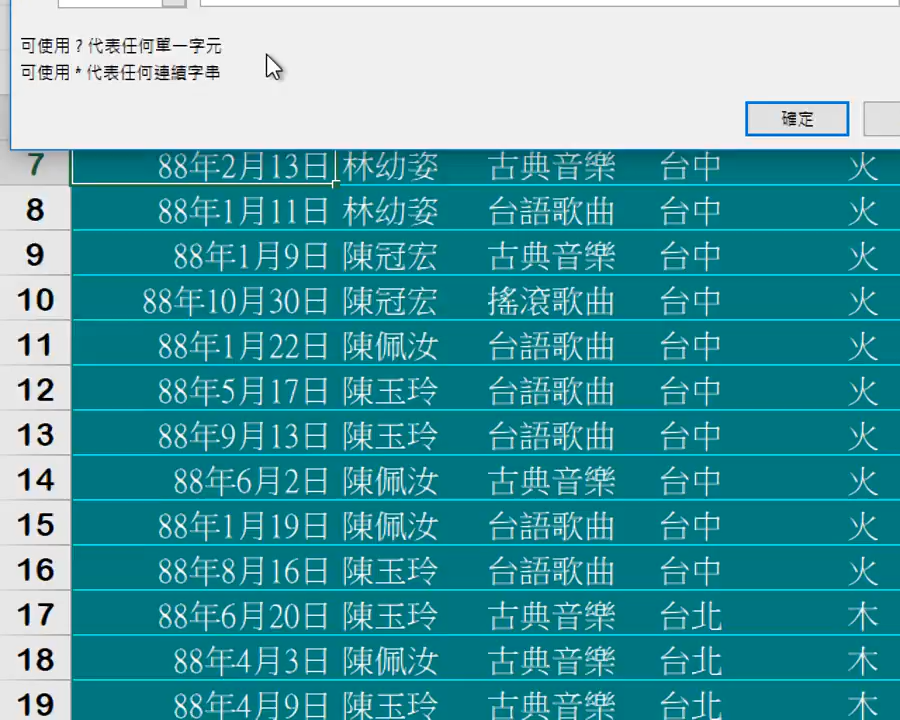 可使用 ? 代表任何單一字元
可使用 * 代表任何連續字串
確定
7 88年2月13日 林幼姿 古典音樂 台中 火
8 88年1月11日 林幼姿 台語歌曲 台中 火
9 88年1月9日 陳冠宏 古典音樂 台中 火
10 88年10月30日 陳冠宏 搖滾歌曲 台中 火
11 88年1月22日 陳佩汝 台語歌曲 台中 火
12 88年5月17日 陳玉玲 台語歌曲 台中 火
13 88年9月13日 陳玉玲 台語歌曲 台中 火
14 88年6月2日 陳佩汝 古典音樂 台中 火
15 88年1月19日 陳佩汝 台語歌曲 台中 火
16 88年8月16日 陳玉玲 台語歌曲 台中 火
17 88年6月20日 陳玉玲 古典音樂 台北 木
18 88年4月3日 陳佩汝 古典音樂 台北 木
19 88年4月9日 陳玉玲 古典音樂 台北 木